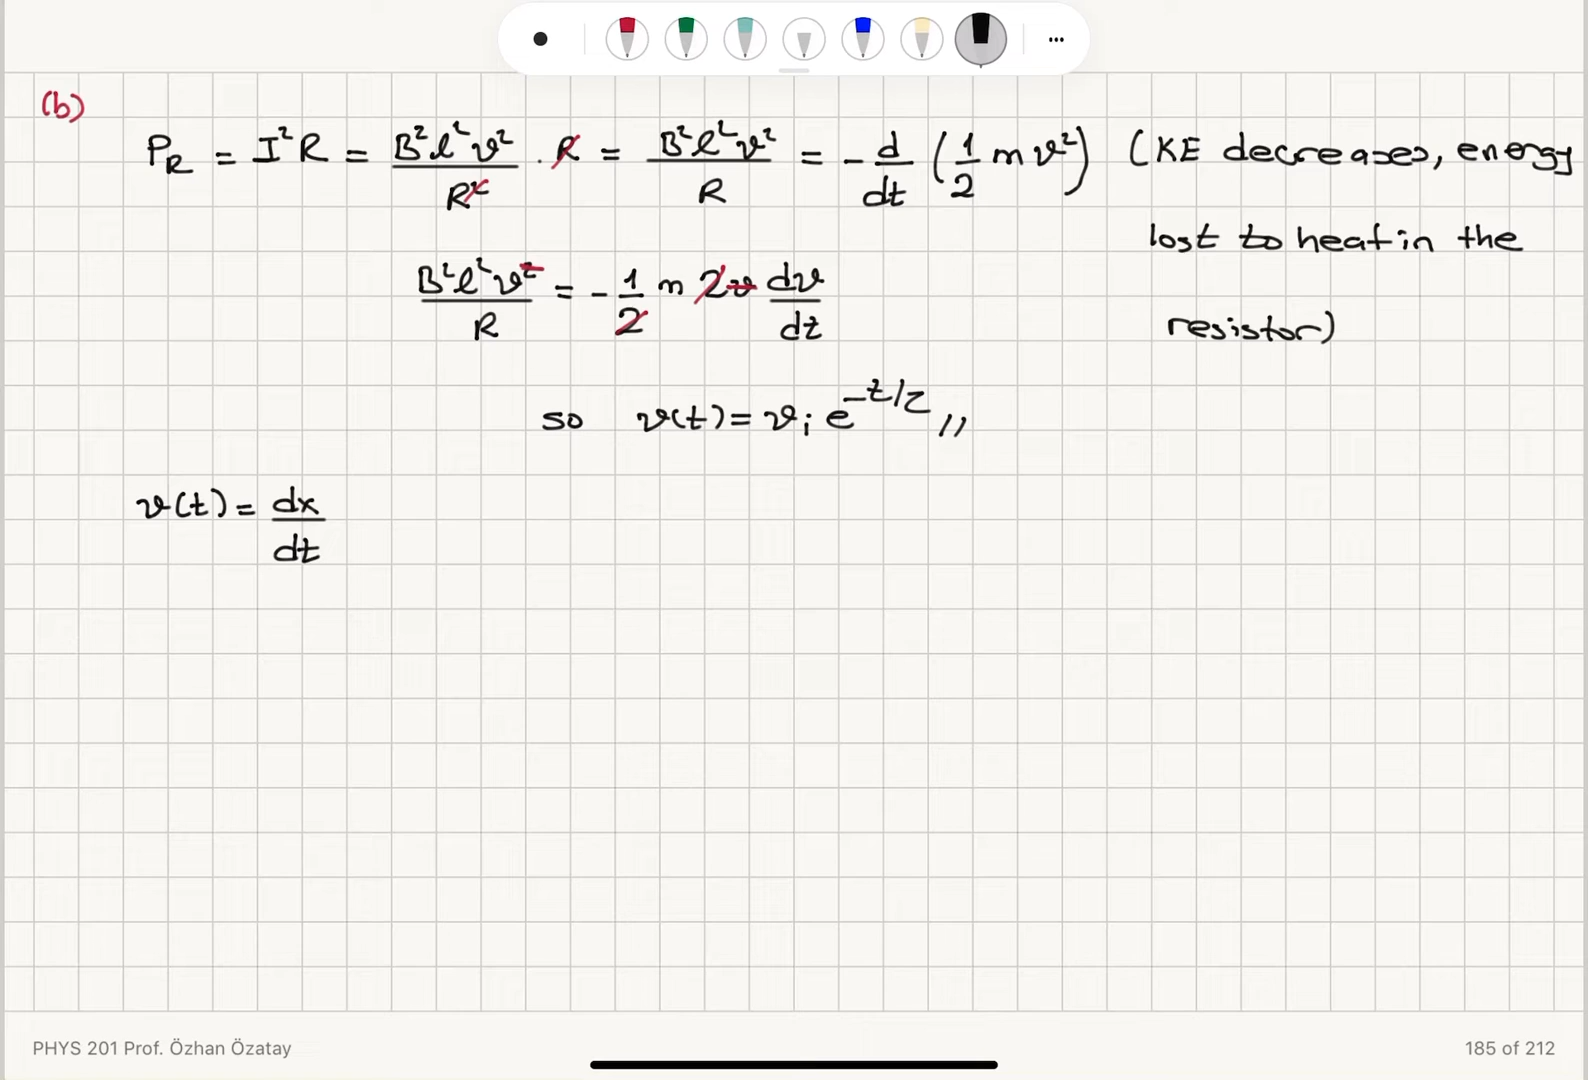 (b)
P_R = I²R = B²l²v²/R² . R = B²l²v²/R = - d/dt (1/2 m v²) (KE decreases, energy
lost to heat in the
B²l²v²/R = - 1/2 m 2v dv/dt
resistor)
so v(t) = v_i e^(-t/τ) //
v(t) = dx/dt
PHYS 201 Prof. Özhan Özatay
185 of 212